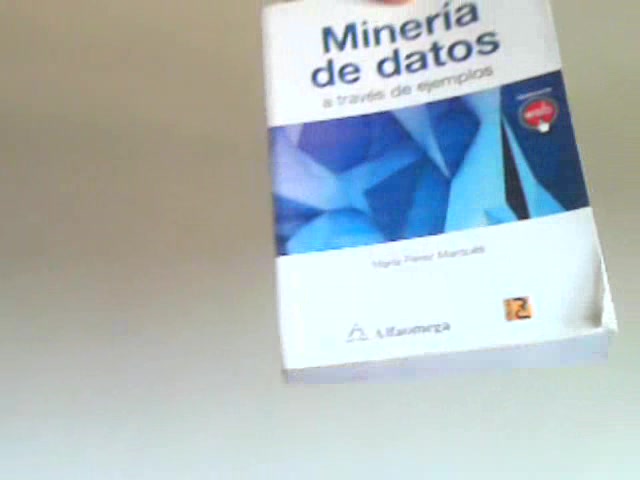 Minería
de datos
a través de ejemplos
María Pérez Marqués
Alfaomega